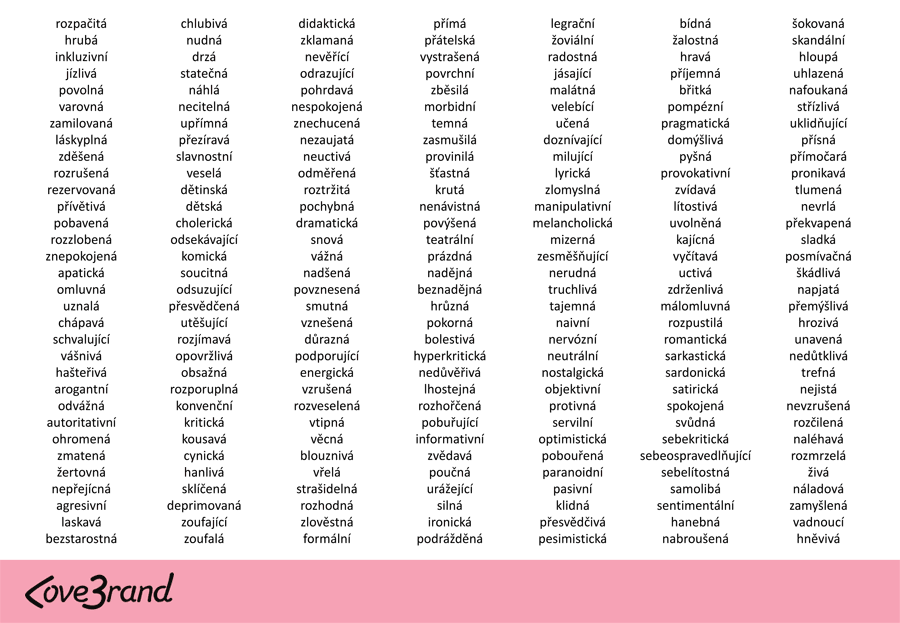 rozpačitá chlubivá didaktická přímá legrační bídná šokovaná
hrubá nudná zklamaná přátelská žoviální žalostná skandální
inkluzivní drzá nevěřící vystrašená radostná hravá hloupá
jízlivá statečná odrazující povrchní jásající příjemná uhlazená
povolná náhlá pohrdavá zběsilá malátná břitká nafoukaná
varovná necitelná nespokojená morbidní velebící pompézní střízlivá
zamilovaná upřímná znechucená temná učená pragmatická uklidňující
láskyplná přezíravá nezaujatá zasmušilá doznívající domýšlivá přísná
zděšená slavnostní neuctivá provinilá milující pyšná přímočará
rozrušená veselá odměřená šťastná lyrická provokativní pronikavá
rezervovaná dětinská roztržitá krutá zlomyslná zvídavá tlumená
přívětivá dětská pochybná nenávistná manipulativní lítostivá nevrlá
pobavená cholerická dramatická povýšená melancholická uvolněná překvapená
rozzlobená odsekávající snová teatrální mizerná kajícná sladká
znepokojená komická vážná prázdná zesměšňující vyčítavá posmívačná
apatická soucitná nadšená nadějná nerudná uctivá škádlivá
omluvná odsuzující povznesená beznadějná truchlivá zdrženlivá napjatá
uznalá přesvědčená smutná hrůzná tajemná málomluvná přemýšlivá
chápavá utěšující vznešená pokorná naivní rozpustilá hrozivá
schvalující rozjímavá důrazná bolestivá nervózní romantická unavená
vášnivá opovržlivá podporující hyperkritická neutrální sarkastická nedůtklivá
hašteřivá obsažná energická nedůvěřivá nostalgická sardonická trefná
arogantní rozporuplná vzrušená lhostejná objektivní satirická nejistá
odvážná konvenční rozveselená rozhořčená protivná spokojená nevzrušená
autoritativní kritická vtipná pobuřující servilní svůdná rozčilená
ohromená kousavá věcná informativní optimistická sebekritická naléhavá
zmatená cynická blouznivá zvědavá pobouřená sebeospravedlňující rozmrzelá
žertovná hanlivá vřelá poučná paranoidní sebelítostná živá
nepřejícná sklíčená strašidelná urážející pasivní samolibá náladová
agresivní deprimovaná rozhodná silná klidná sentimentální zamyšlená
laskavá zoufající zlověstná ironická přesvědčivá hanebná vadnoucí
bezstarostná zoufalá formální podrážděná pesimistická nabroušená hněvivá
LoveBrand